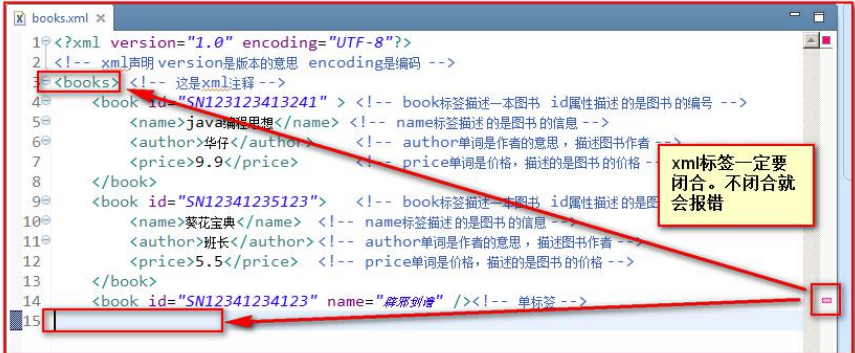 books.xml
1 <?xml version="1.0" encoding="UTF-8"?>
2 <!-- xml声明 version是版本的意思 encoding是编码 -->
3 <books> <!-- 这是xml注释 -->
4 <book id="SN123123413241" > <!-- book标签描述一本图书 id属性描述的是图书的编号 -->
5 <name>java编程思想</name> <!-- name标签描述的是图书的信息 -->
6 <author>华仔</author> <!-- author单词是作者的意思，描述图书作者 -->
7 <price>9.9</price> <!-- price单词是价格，描述的是图书的价格 -
8 </book>
9 <book id="SN12341235123"> <!-- book标签描述一本图书 id属性描述的是图
10 <name>葵花宝典</name> <!-- name标签描述的是图书的信息 -->
11 <author>班长</author> <!-- author单词是作者的意思，描述图书作者 -->
12 <price>5.5</price> <!-- price单词是价格，描述的是图书的价格 -->
13 </book>
14 <book id="SN12341234123" name="辟邪剑谱" /><!-- 单标签 -->
15
xml标签一定要
闭合。不闭合就
会报错